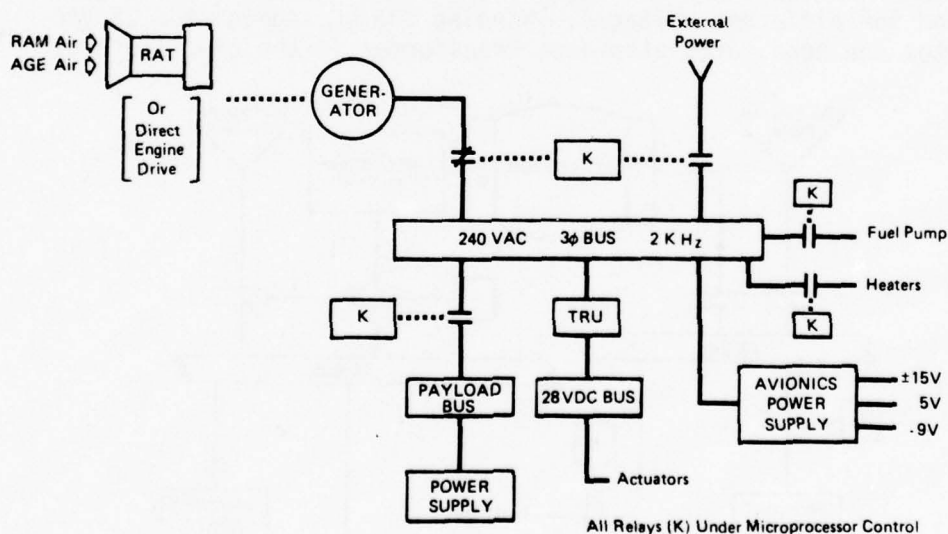 External
Power
RAM Air
AGE Air
RAT
Or
Direct
Engine
Drive
GENER-
ATOR
K
K
Fuel Pump
240 VAC 3ϕ BUS 2 K Hz
Heaters
K
K
TRU
PAYLOAD
BUS
28 VDC BUS
AVIONICS
POWER
SUPPLY
±15V
5V
-9V
POWER
SUPPLY
Actuators
All Relays (K) Under Microprocessor Control